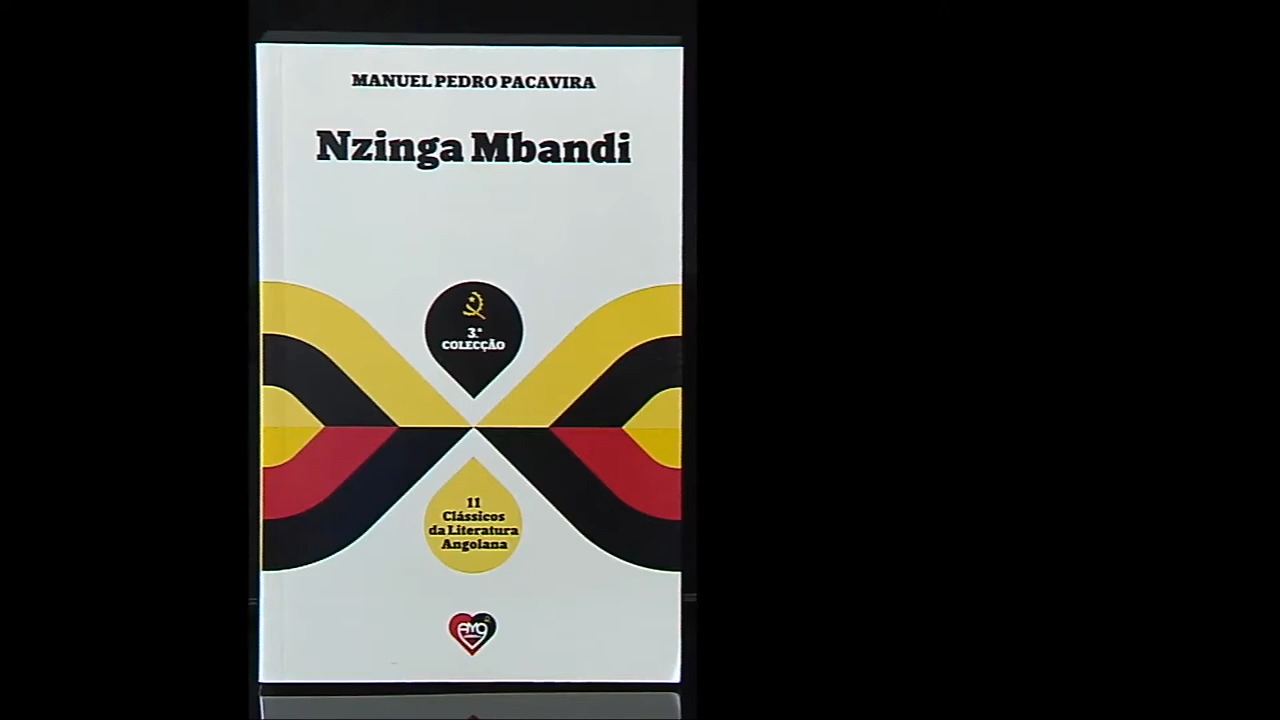 MANUEL PEDRO PACAVIRA
Nzinga Mbandi
3.ª
COLECÇÃO
11
Clássicos
da Literatura
Angolana